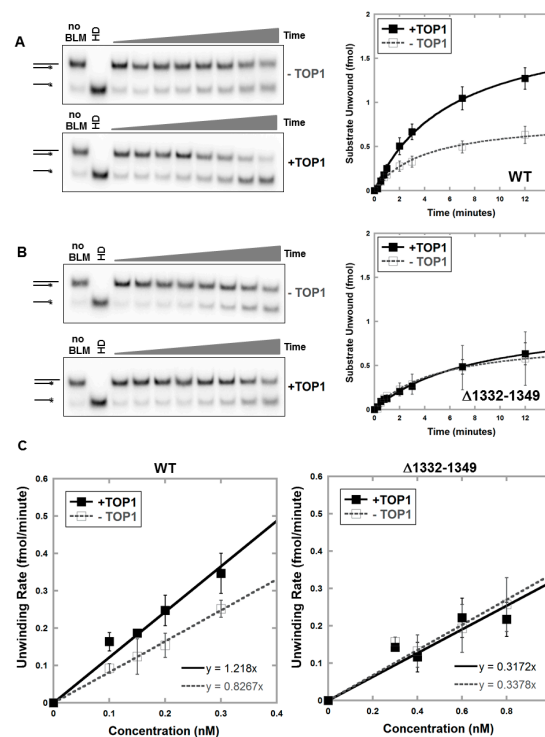 A
no
BLM
HD
Time
- TOP1
no
BLM
HD
Time
+TOP1
Substrate Unwound (fmol)
+TOP1
- TOP1
2
1.5
1
0.5
0
0 2 4 6 8 10 12
WT
Time (minutes)
B
no
BLM
HD
Time
- TOP1
no
BLM
HD
Time
+TOP1
Substrate Unwound (fmol)
+TOP1
- TOP1
2
1.5
1
0.5
0
0 2 4 6 8 10 12
Δ1332-1349
Time (minutes)
C
WT
Unwinding Rate (fmol/minute)
+TOP1
- TOP1
0.6
0.5
0.4
0.3
0.2
0.1
0
y = 1.218x
y = 0.8267x
0 0.1 0.2 0.3 0.4
Concentration (nM)
Δ1332-1349
Unwinding Rate (fmol/minute)
+TOP1
- TOP1
0.6
0.5
0.4
0.3
0.2
0.1
0
y = 0.3172x
y = 0.3378x
0 0.2 0.4 0.6 0.8
Concentration (nM)